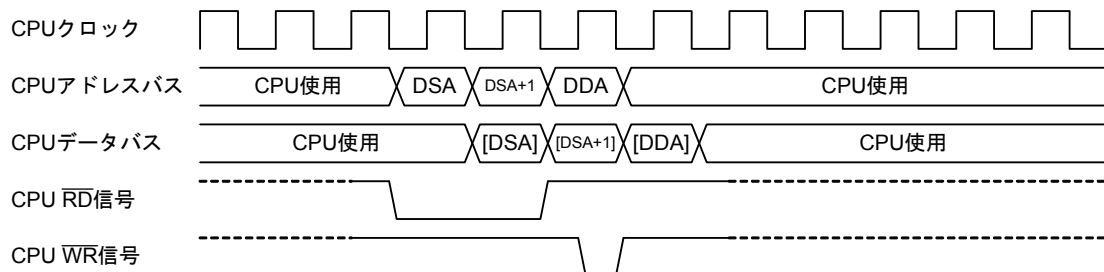 CPUクロック
CPUアドレスバス CPU使用 DSA DSA+1 DDA CPU使用
CPUデータバス CPU使用 [DSA] [DSA+1] [DDA] CPU使用
CPU RD信号
CPU WR信号